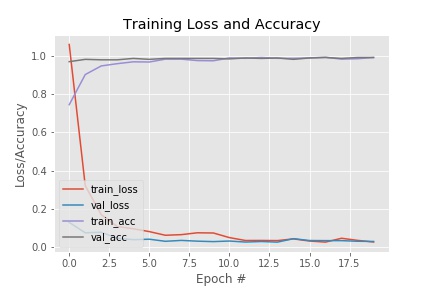 Training Loss and Accuracy
Loss/Accuracy
1.0
0.8
0.6
0.4
0.2
0.0
train_loss
val_loss
train_acc
val_acc
0.0 2.5 5.0 7.5 10.0 12.5 15.0 17.5
Epoch #